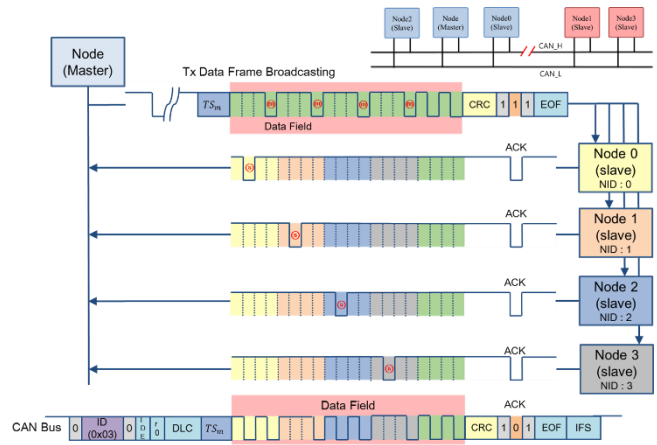 Node2
(Slave)
Node
(Master)
Node0
(Slave)
Node1
(Slave)
Node3
(Slave)
CAN_H
CAN_L
Node
(Master)
Tx Data Frame Broadcasting
TSm
CRC
1
1
1
EOF
Data Field
ACK
Node 0
(slave)
NID : 0
ACK
Node 1
(slave)
NID : 1
ACK
Node 2
(slave)
NID : 2
ACK
Node 3
(slave)
NID : 3
Data Field
ACK
CAN Bus
0
ID
(0x03)
0
IDE
r0
DLC
TSm
CRC
1
0
1
EOF
IFS